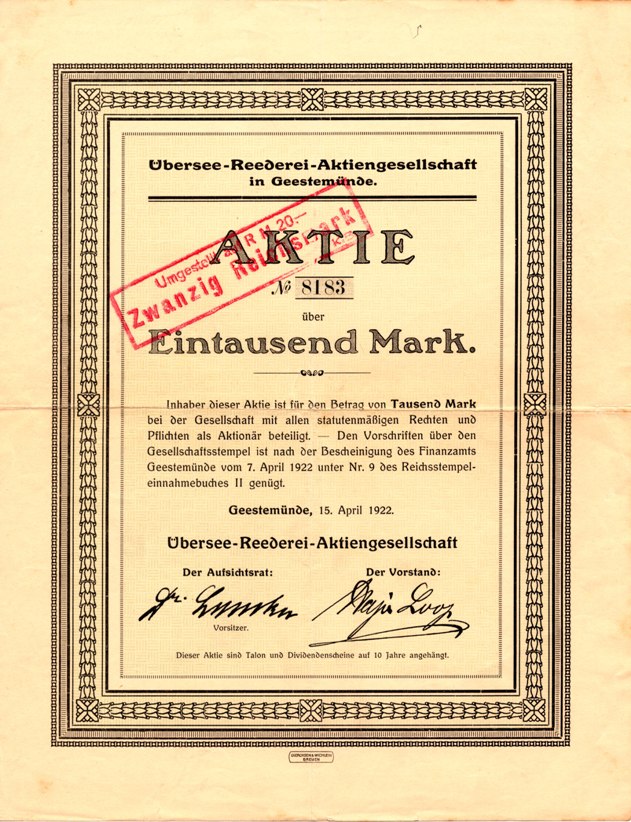 Übersee-Reederei-Aktiengesellschaft
in Geestemünde.
AKTIE
Umgestellt auf R M 20.—
Zwanzig Reichsmark
№ 8183
über
Eintausend Mark.
Inhaber dieser Aktie ist für den Betrag von Tausend Mark
bei der Gesellschaft mit allen statutenmäßigen Rechten und
Pflichten als Aktionär beteiligt. — Den Vorschriften über den
Gesellschaftsstempel ist nach der Bescheinigung des Finanzamts
Geestemünde vom 7. April 1922 unter Nr. 9 des Reichsstempel-
einnahmebuches II genügt.
Geestemünde, 15. April 1922.
Übersee-Reederei-Aktiengesellschaft
Der Aufsichtsrat: Der Vorstand:
Dr.
Vorsitzer.
Dieser Aktie sind Talon und Dividendenscheine auf 10 Jahre angehängt.
BREMEN